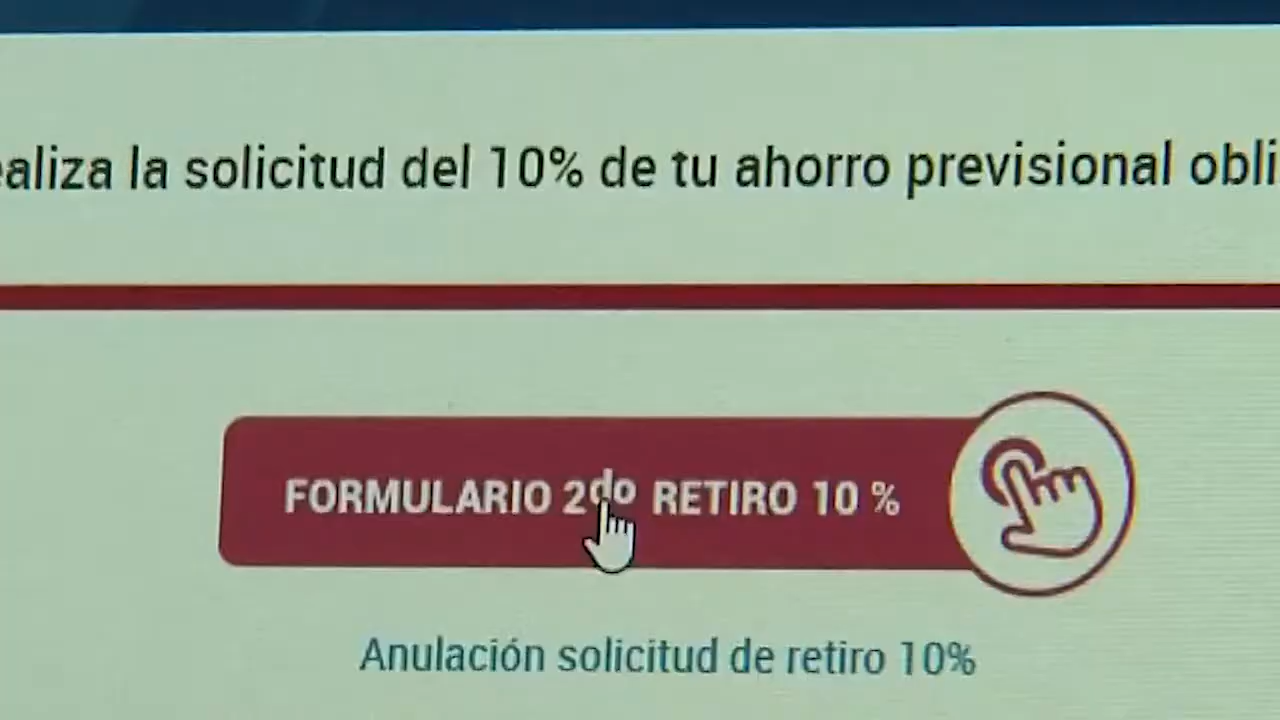 ealiza la solicitud del 10% de tu ahorro previsional obli
FORMULARIO 2do RETIRO 10 %
Anulación solicitud de retiro 10%